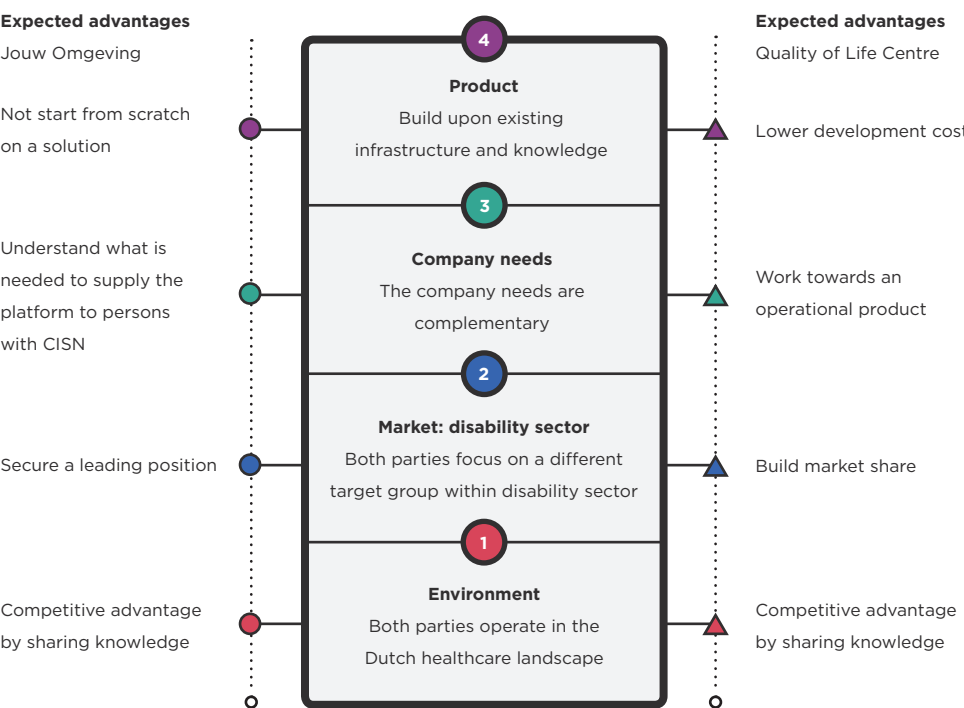 Expected advantages
Jouw Omgeving
Not start from scratch
on a solution
Understand what is
needed to supply the
platform to persons
with CISN
Secure a leading position
Competitive advantage
by sharing knowledge
4
Product
Build upon existing
infrastructure and knowledge
3
Company needs
The company needs are
complementary
2
Market: disability sector
Both parties focus on a different
target group within disability sector
1
Environment
Both parties operate in the
Dutch healthcare landscape
Expected advantages
Quality of Life Centre
Lower development cost
Work towards an
operational product
Build market share
Competitive advantage
by sharing knowledge